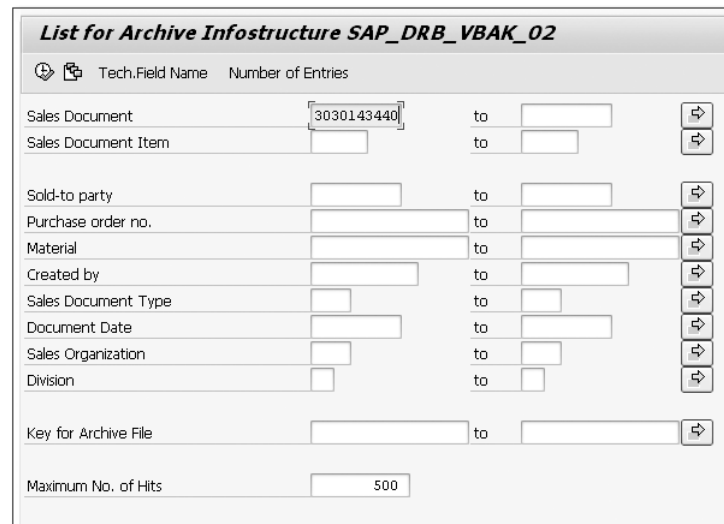 List for Archive Infostructure SAP_DRB_VBAK_02
Tech.Field Name Number of Entries
Sales Document 3030143440 to
Sales Document Item to
Sold-to party to
Purchase order no. to
Material to
Created by to
Sales Document Type to
Document Date to
Sales Organization to
Division to
Key for Archive File to
Maximum No. of Hits 500